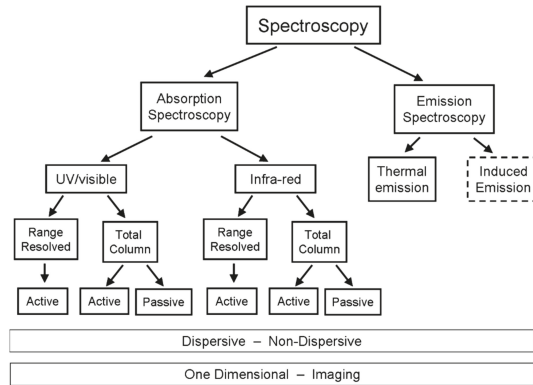 Spectroscopy
Absorption
Spectroscopy
Emission
Spectroscopy
UV/visible
Infra-red
Thermal
emission
Induced
Emission
Range
Resolved
Total
Column
Range
Resolved
Total
Column
Active
Active
Passive
Active
Active
Passive
Dispersive – Non-Dispersive
One Dimensional - Imaging